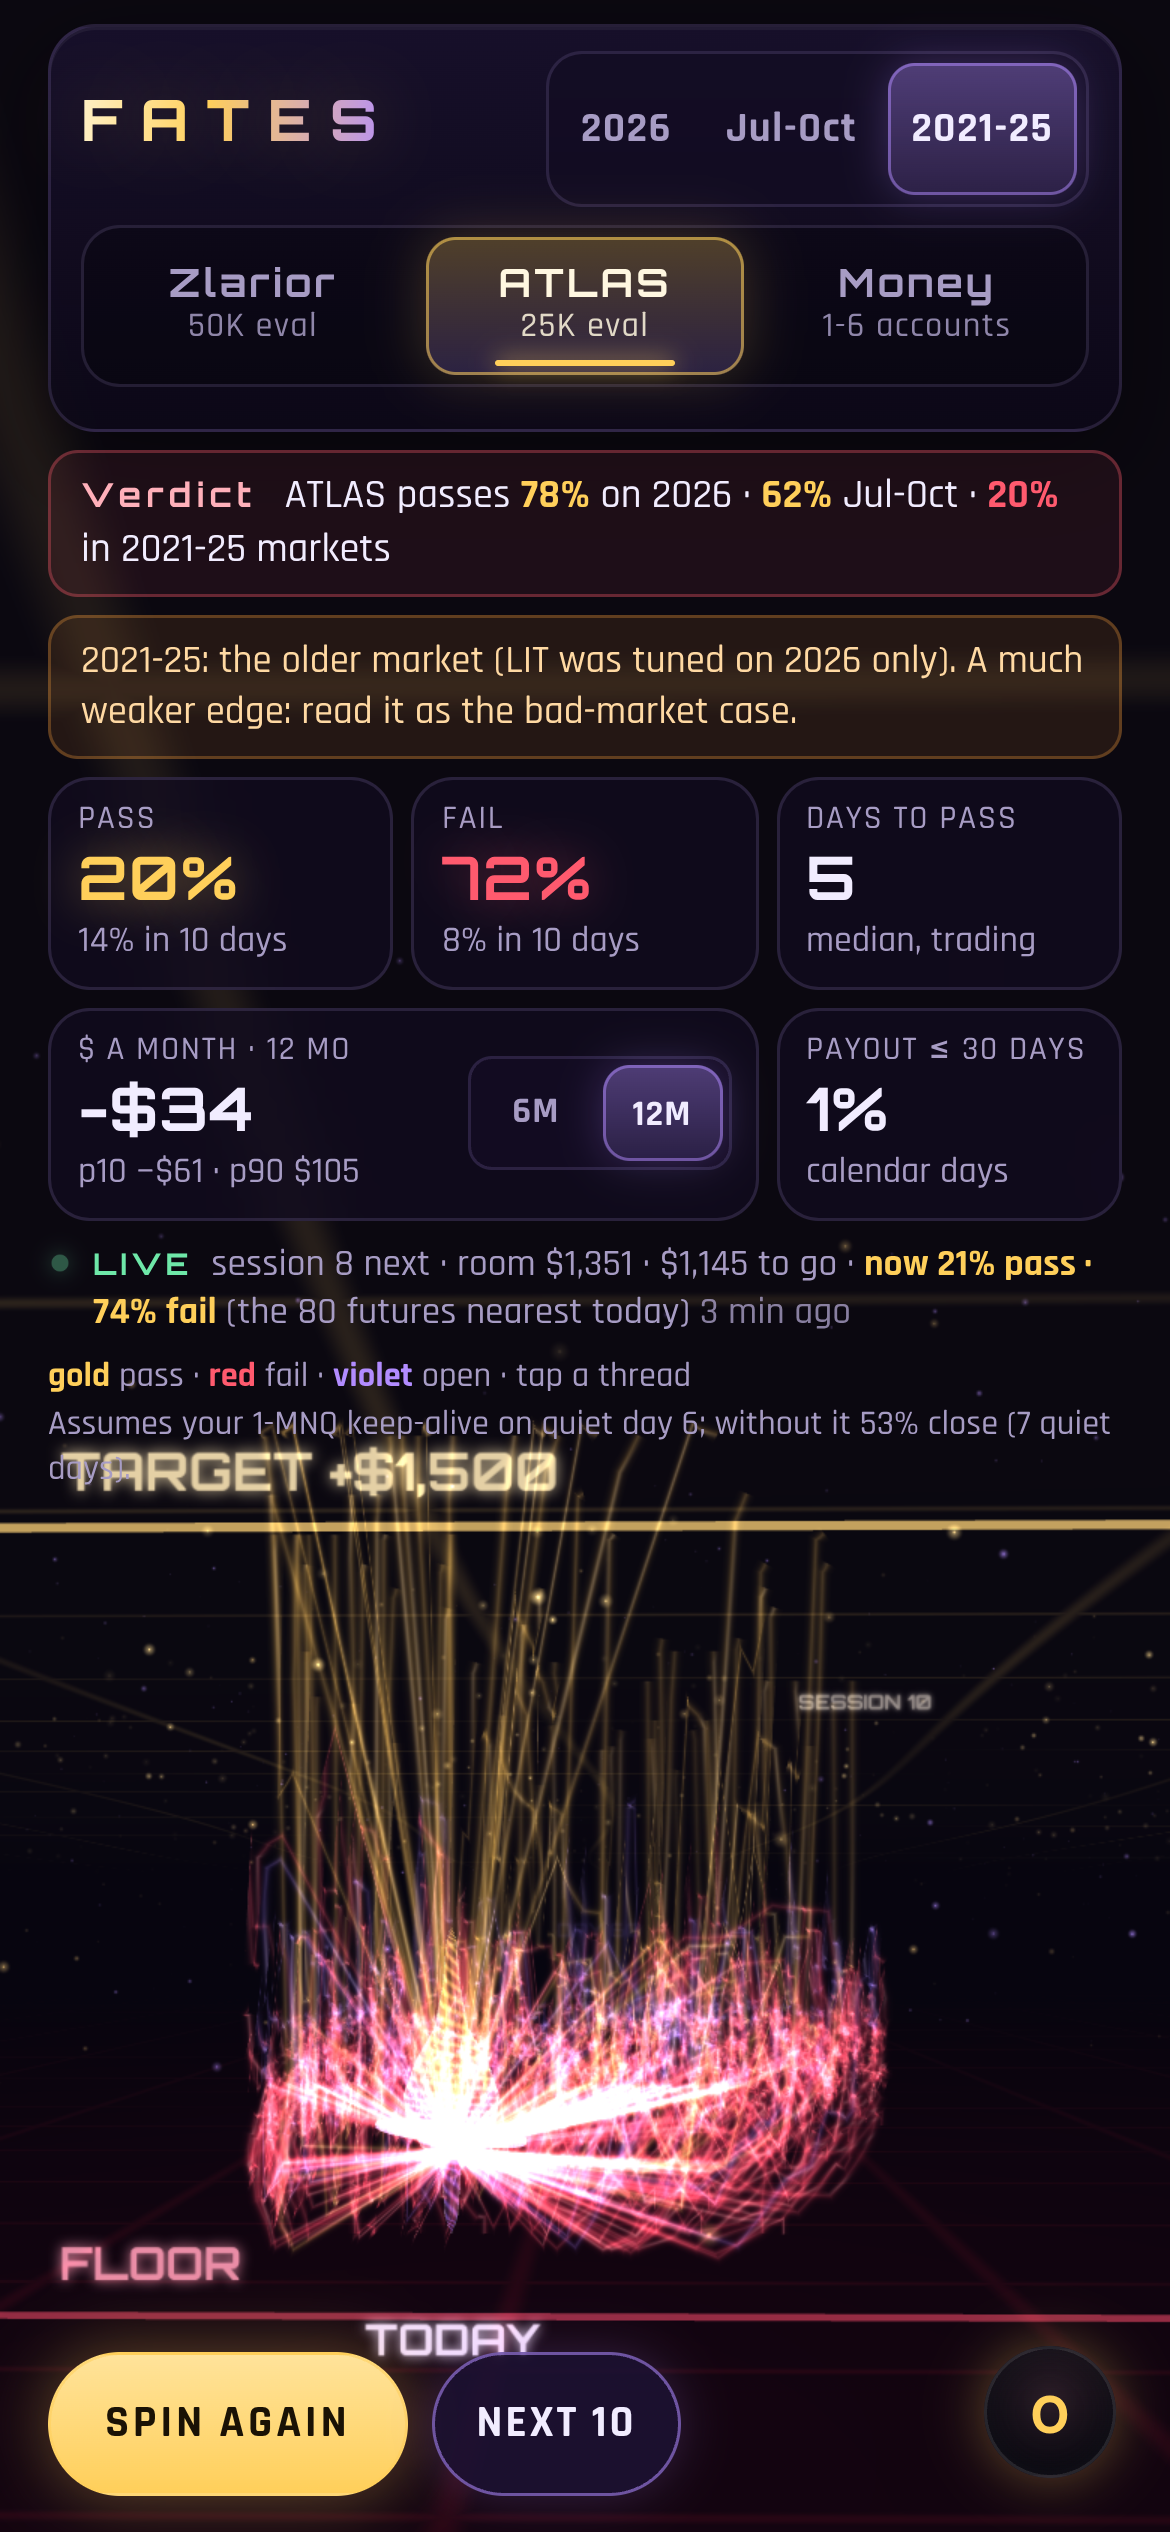 FATES
2026 Jul-Oct 2021-25
Zlarior ATLAS Money
50K eval 25K eval 1-6 accounts
Verdict ATLAS passes 78% on 2026 · 62% Jul-Oct · 20%
in 2021-25 markets
2021-25: the older market (LIT was tuned on 2026 only). A much
weaker edge: read it as the bad-market case.
PASS FAIL DAYS TO PASS
20% 72% 5
14% in 10 days 8% in 10 days median, trading
$ A MONTH · 12 MO PAYOUT ≤ 30 DAYS
-$34 6M 12M 1%
p10 −$61 · p90 $105 calendar days
LIVE session 8 next · room $1,351 · $1,145 to go · now 21% pass ·
74% fail (the 80 futures nearest today) 3 min ago
gold pass · red fail · violet open · tap a thread
Assumes your 1-MNQ keep-alive on quiet day 6; without it 53% close (7 quiet
days).
TARGET +$1,500
SESSION 10
FLOOR
TODAY
SPIN AGAIN NEXT 10 O